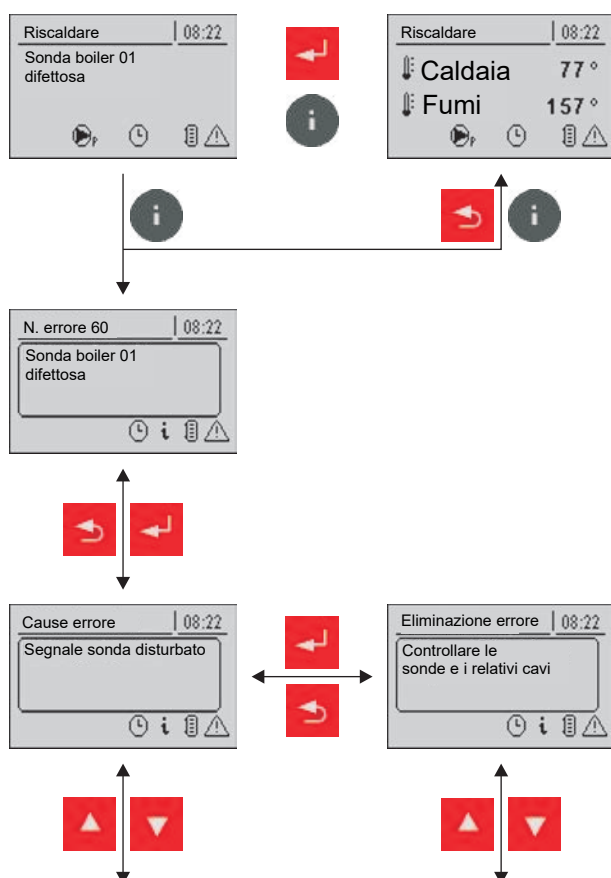 Riscaldare 08:22
Sonda boiler 01
difettosa
P
i
Riscaldare 08:22
Caldaia 77°
Fumi 157°
P
i
i
N. errore 60 08:22
Sonda boiler 01
difettosa
i
Cause errore 08:22
Segnale sonda disturbato
i
Eliminazione errore 08:22
Controllare le
sonde e i relativi cavi
i